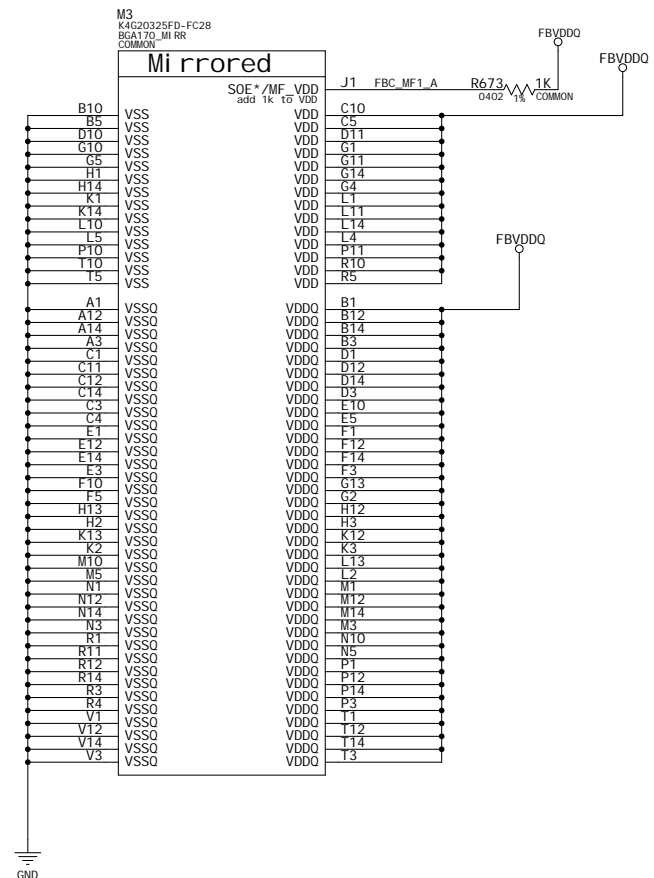 M3
K4G20325FD-FC28
BGA170_MIRR
COMMON
Mirrored
FBVDDQ
FBVDDQ
SOE*/MF_VDD J1 FBC_MF1_A R673 1K
add 1k to VDD 0402 1% COMMON
B10 VSS VDD C10
B5 VSS VDD C5
D10 VSS VDD D11
G10 VSS VDD G1
G5 VSS VDD G11
H1 VSS VDD G14
H14 VSS VDD G4
K1 VSS VDD L1
K14 VSS VDD L11
L10 VSS VDD L14
L5 VSS VDD L4
P10 VSS VDD P11
T10 VSS VDD R10
T5 VSS VDD R5
FBVDDQ
A1 VSSQ VDDQ B1
A12 VSSQ VDDQ B12
A14 VSSQ VDDQ B14
A3 VSSQ VDDQ B3
C1 VSSQ VDDQ D1
C11 VSSQ VDDQ D12
C12 VSSQ VDDQ D14
C14 VSSQ VDDQ D3
C3 VSSQ VDDQ E10
C4 VSSQ VDDQ E5
E1 VSSQ VDDQ F1
E12 VSSQ VDDQ F12
E14 VSSQ VDDQ F14
E3 VSSQ VDDQ F3
F10 VSSQ VDDQ G13
F5 VSSQ VDDQ G2
H13 VSSQ VDDQ H12
H2 VSSQ VDDQ H3
K13 VSSQ VDDQ K12
K2 VSSQ VDDQ K3
M10 VSSQ VDDQ L13
M5 VSSQ VDDQ L2
N1 VSSQ VDDQ M1
N12 VSSQ VDDQ M12
N14 VSSQ VDDQ M14
N3 VSSQ VDDQ M3
R1 VSSQ VDDQ N10
R11 VSSQ VDDQ N5
R12 VSSQ VDDQ P1
R14 VSSQ VDDQ P12
R3 VSSQ VDDQ P14
R4 VSSQ VDDQ P3
V1 VSSQ VDDQ T1
V12 VSSQ VDDQ T12
V14 VSSQ VDDQ T14
V3 VSSQ VDDQ T3
GND